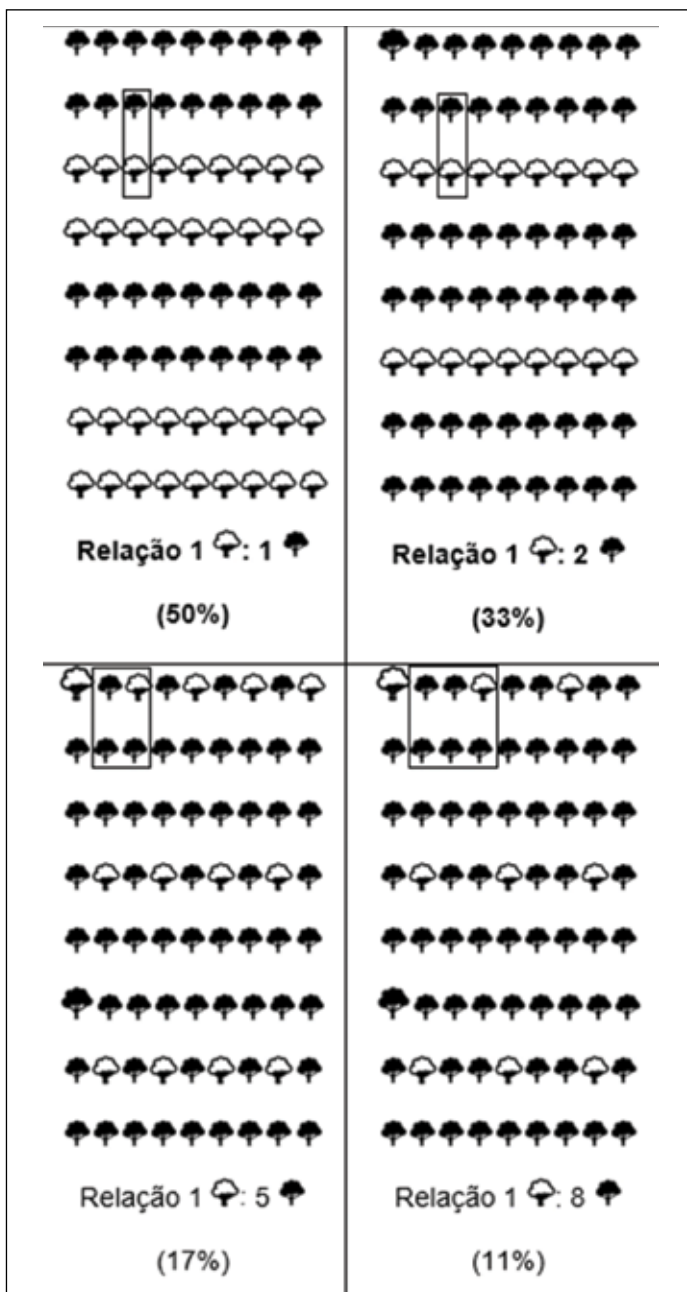 Relação 1 : 1
(50%)
Relação 1 : 2
(33%)
Relação 1 : 5
(17%)
Relação 1 : 8
(11%)